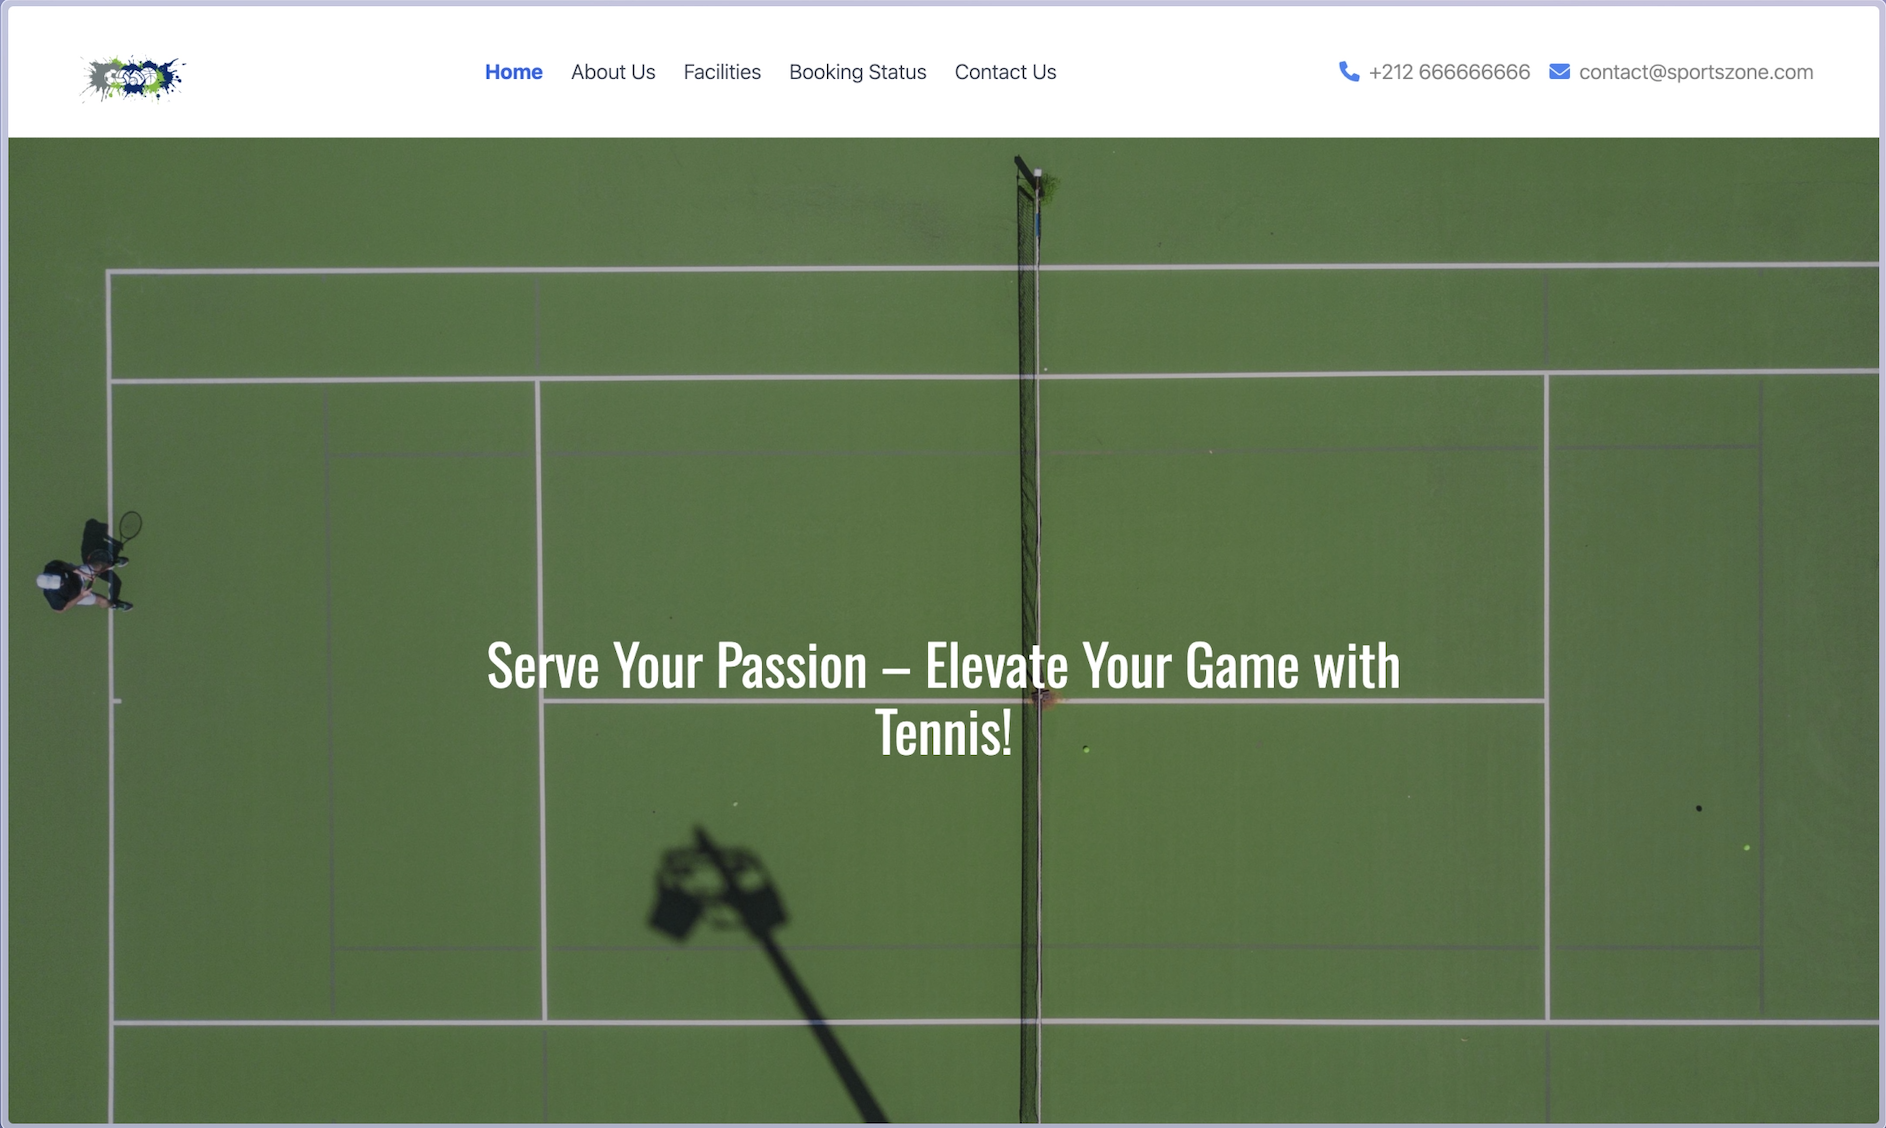 Home About Us Facilities Booking Status Contact Us +212 666666666 contact@sportszone.com
Serve Your Passion – Elevate Your Game with
Tennis!